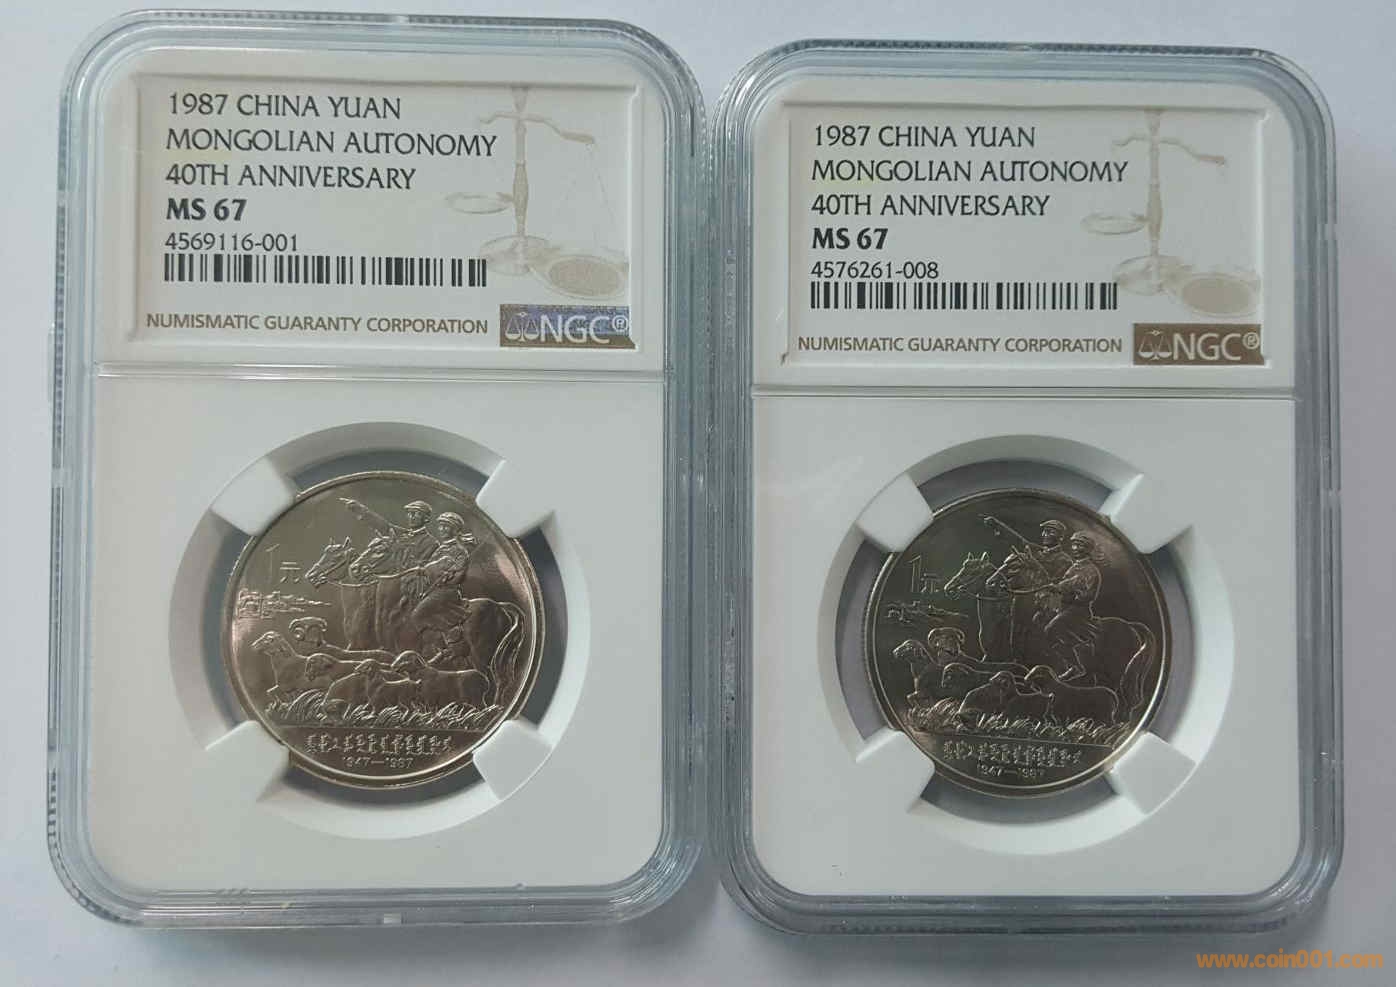 1987 CHINA YUAN
MONGOLIAN AUTONOMY
40TH ANNIVERSARY
MS 67
4569116-001
NUMISMATIC GUARANTY CORPORATION
NGC®
1元
1947—1987
1987 CHINA YUAN
MONGOLIAN AUTONOMY
40TH ANNIVERSARY
MS 67
4576261-008
NUMISMATIC GUARANTY CORPORATION
NGC®
1元
1947—1987
www.coin001.com